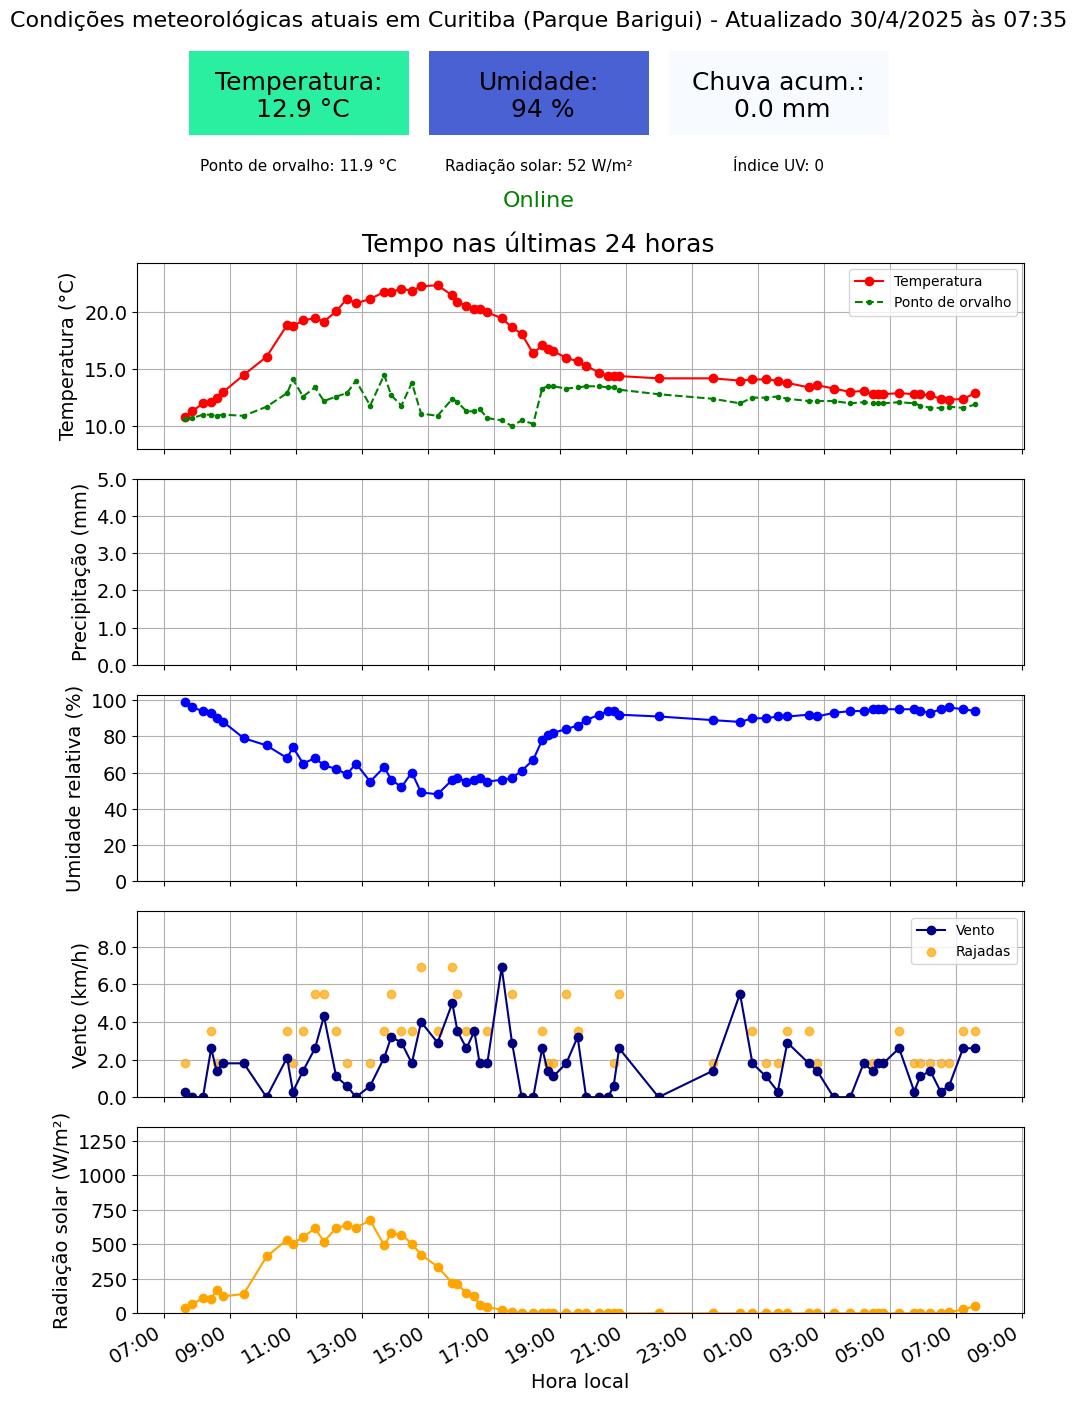 Condições meteorológicas atuais em Curitiba (Parque Barigui) - Atualizado 30/4/2025 às 07:35
Temperatura:
12.9 °C
Umidade:
94 %
Chuva acum.:
0.0 mm
Ponto de orvalho: 11.9 °C
Radiação solar: 52 W/m²
Índice UV: 0
Online
Tempo nas últimas 24 horas
Temperatura (°C)
20.0
15.0
10.0
Temperatura
Ponto de orvalho
Precipitação (mm)
5.0
4.0
3.0
2.0
1.0
0.0
Umidade relativa (%)
100
80
60
40
20
0
Vento (km/h)
8.0
6.0
4.0
2.0
0.0
Vento
Rajadas
Radiação solar (W/m²)
1250
1000
750
500
250
0
07:00
09:00
11:00
13:00
15:00
17:00
19:00
21:00
23:00
01:00
03:00
05:00
07:00
09:00
Hora local